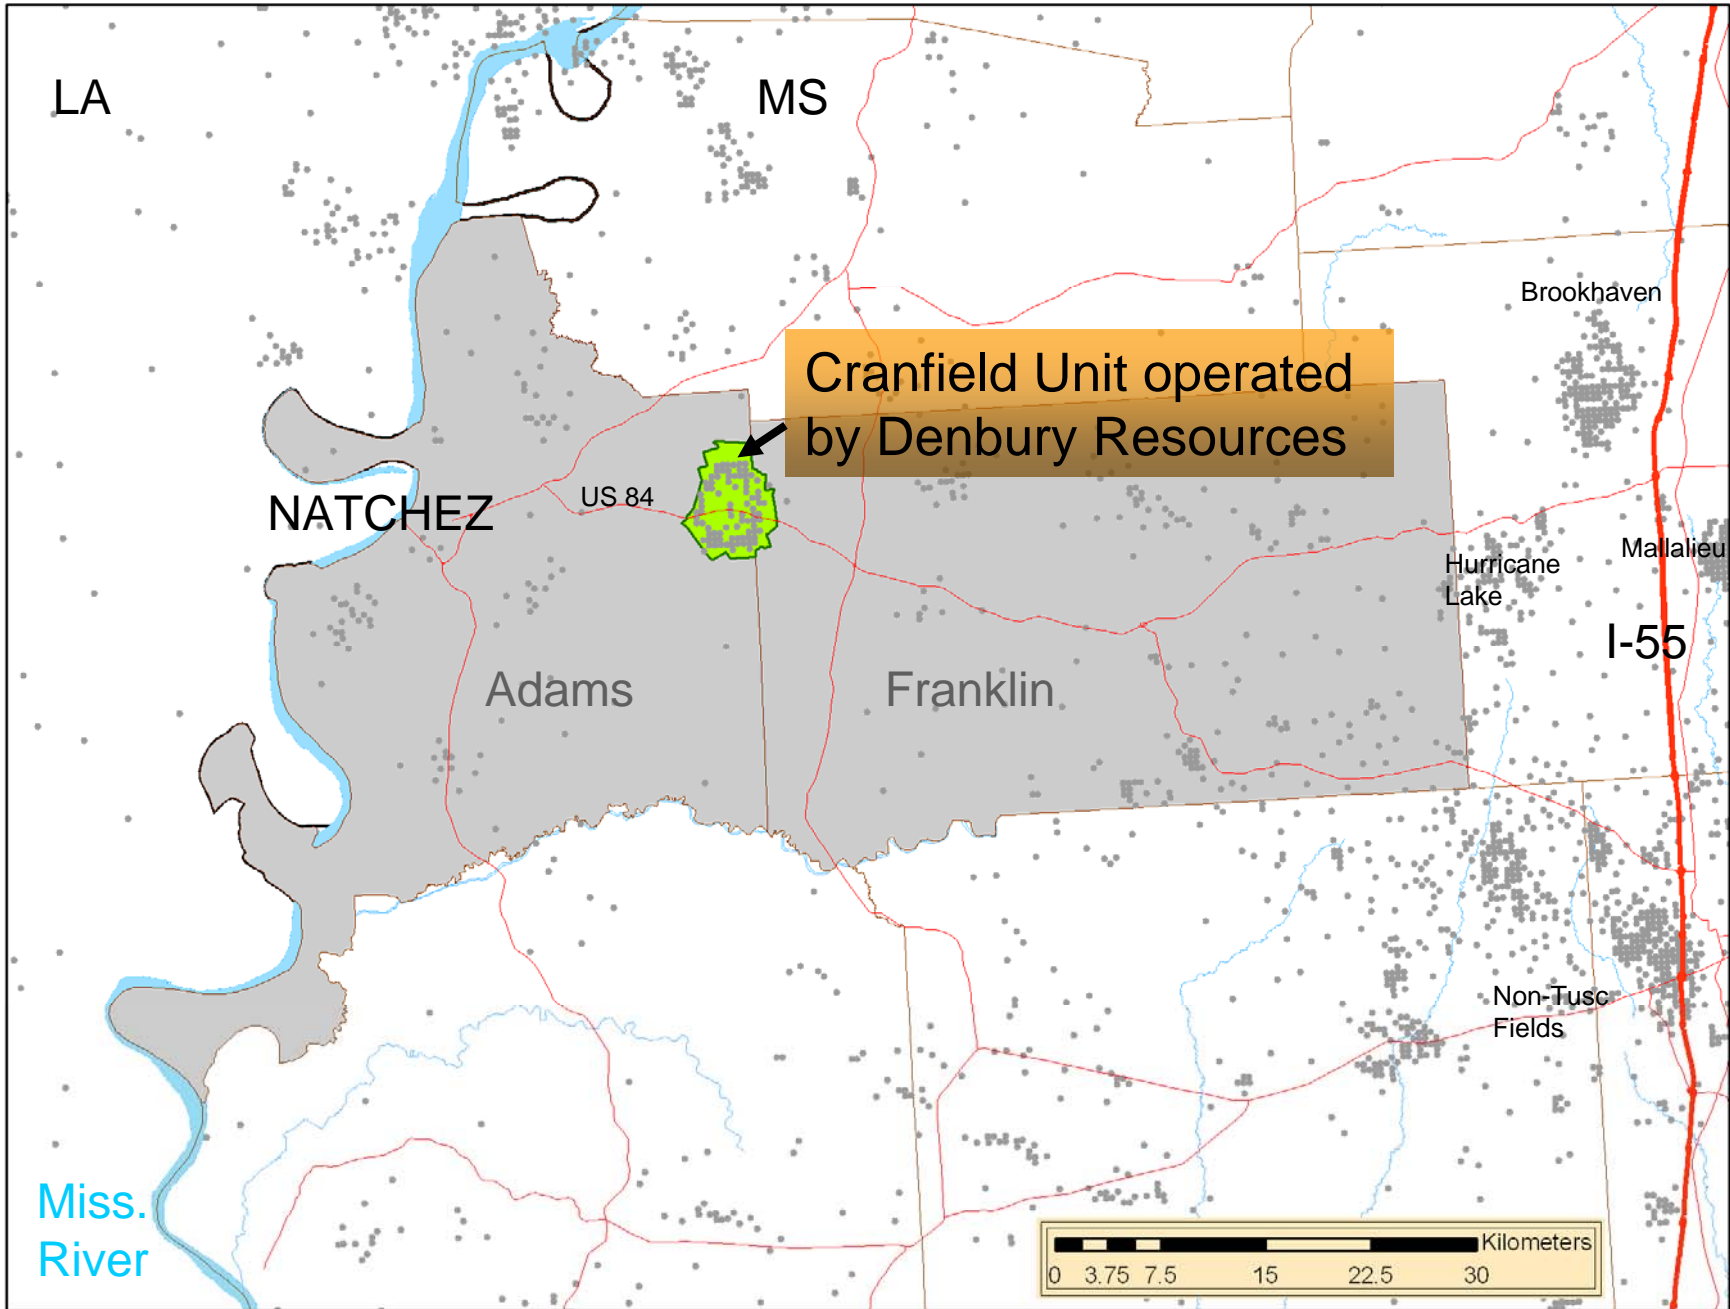 LA
MS
Brookhaven
Cranfield Unit operated
by Denbury Resources
NATCHEZ
US 84
Mallalieu
Hurricane
Lake
I-55
Adams
Franklin
Non-Tusc
Fields
Miss.
River
Kilometers
0 3.75 7.5 15 22.5 30